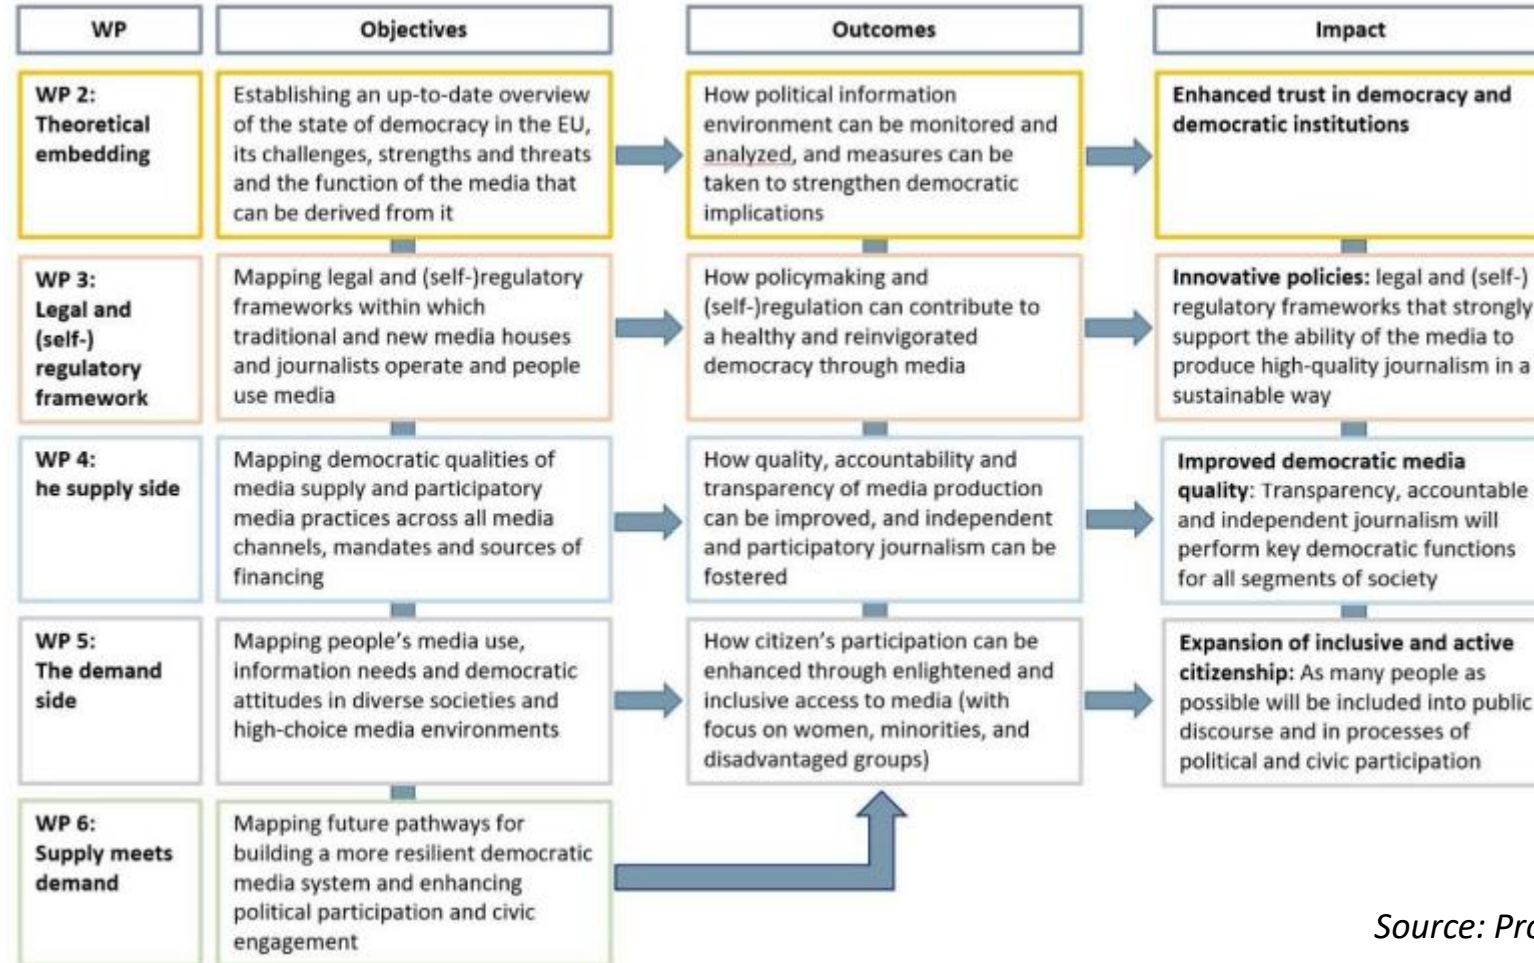 WP
Objectives
Outcomes
Impact
WP 2:
Theoretical
embedding
Establishing an up-to-date overview
of the state of democracy in the EU,
its challenges, strengths and threats
and the function of the media that
can be derived from it
How political information
environment can be monitored and
analyzed, and measures can be
taken to strengthen democratic
implications
Enhanced trust in democracy and
democratic institutions
WP 3:
Legal and
(self-)
regulatory
framework
Mapping legal and (self-)regulatory
frameworks within which
traditional and new media houses
and journalists operate and people
use media
How policymaking and
(self-)regulation can contribute to
a healthy and reinvigorated
democracy through media
Innovative policies: legal and (self-)
regulatory frameworks that strongly
support the ability of the media to
produce high-quality journalism in a
sustainable way
WP 4:
he supply side
Mapping democratic qualities of
media supply and participatory
media practices across all media
channels, mandates and sources of
financing
How quality, accountability and
transparency of media production
can be improved, and independent
and participatory journalism can be
fostered
Improved democratic media
quality: Transparency, accountable
and independent journalism will
perform key democratic functions
for all segments of society
WP 5:
The demand
side
Mapping people's media use,
information needs and democratic
attitudes in diverse societies and
high-choice media environments
How citizen's participation can be
enhanced through enlightened and
inclusive access to media (with
focus on women, minorities, and
disadvantaged groups)
Expansion of inclusive and active
citizenship: As many people as
possible will be included into public
discourse and in processes of
political and civic participation
WP 6:
Supply meets
demand
Mapping future pathways for
building a more resilient democratic
media system and enhancing
political participation and civic
engagement
Source: